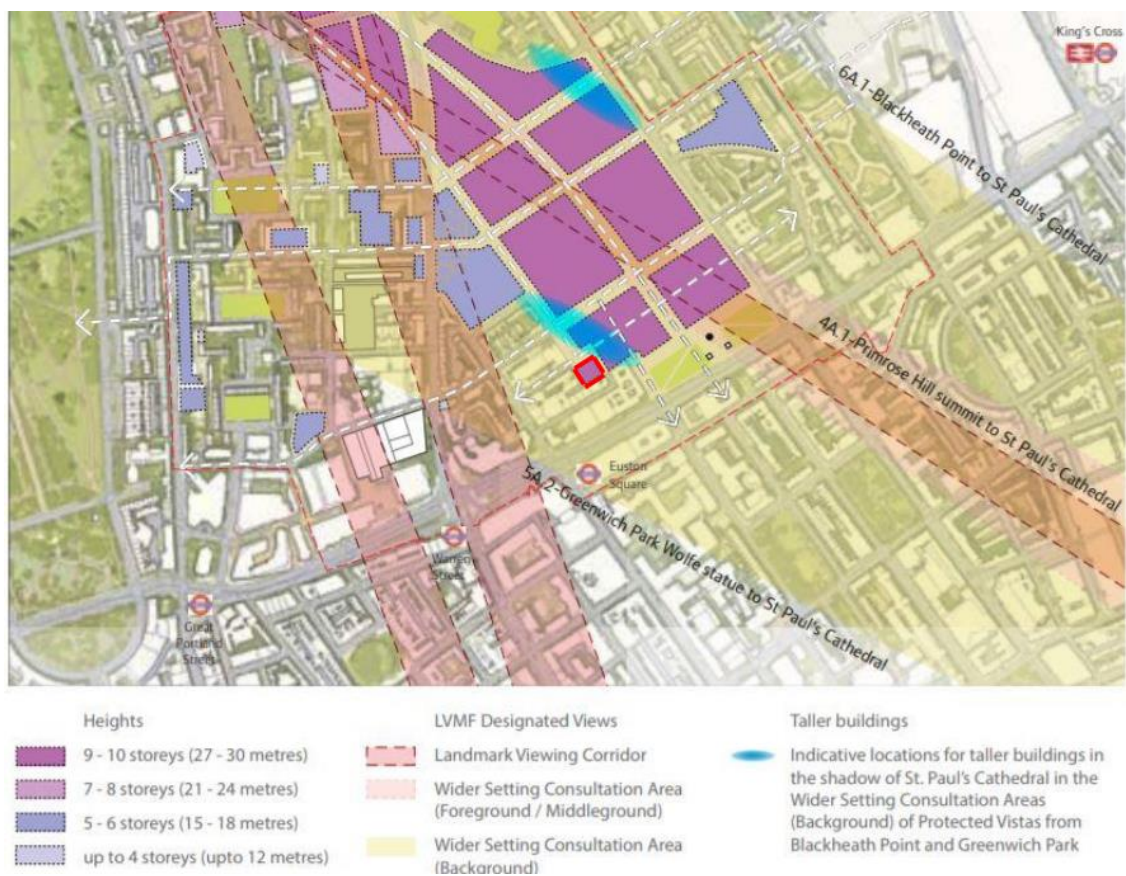 King's Cross
6A.1-Blackheath Point to St Paul's Cathedral
4A.1-Primrose Hill summit to St Paul's Cathedral
5A.2-Greenwich Park Wolfe statue to St Paul's Cathedral
Euston
Square
Warren
Street
Great
Portland
Street
Heights
9 - 10 storeys (27 - 30 metres)
7 - 8 storeys (21 - 24 metres)
5 - 6 storeys (15 - 18 metres)
up to 4 storeys (upto 12 metres)
LVMF Designated Views
Landmark Viewing Corridor
Wider Setting Consultation Area
(Foreground / Middleground)
Wider Setting Consultation Area
(Background)
Taller buildings
Indicative locations for taller buildings in
the shadow of St. Paul's Cathedral in the
Wider Setting Consultation Areas
(Background) of Protected Vistas from
Blackheath Point and Greenwich Park